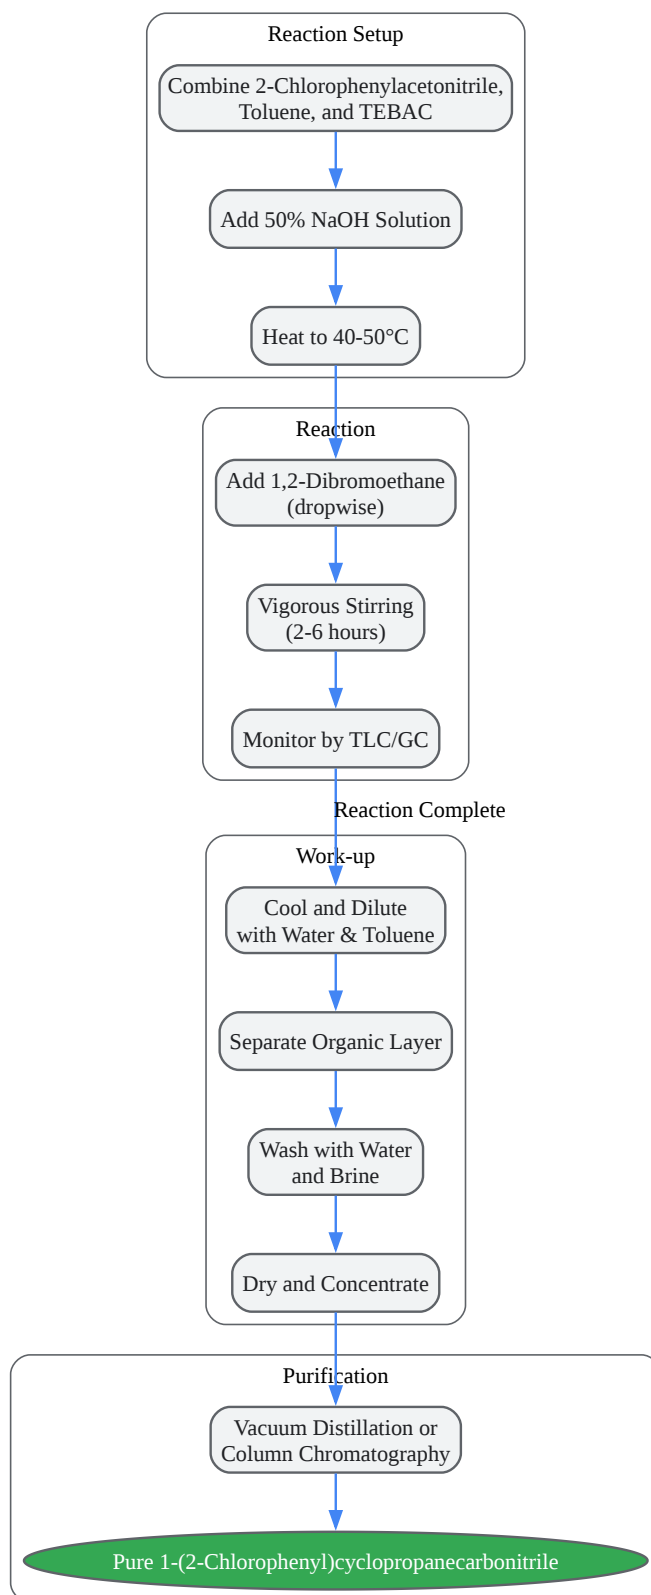 Reaction Setup
Combine 2-Chlorophenylacetonitrile,
Toluene, and TEBAC
Add 50% NaOH Solution
Heat to 40-50°C
Reaction
Add 1,2-Dibromoethane
(dropwise)
Vigorous Stirring
(2-6 hours)
Monitor by TLC/GC
Reaction Complete
Work-up
Cool and Dilute
with Water & Toluene
Separate Organic Layer
Wash with Water
and Brine
Dry and Concentrate
Purification
Vacuum Distillation or
Column Chromatography
Pure 1-(2-Chlorophenyl)cyclopropanecarbonitrile